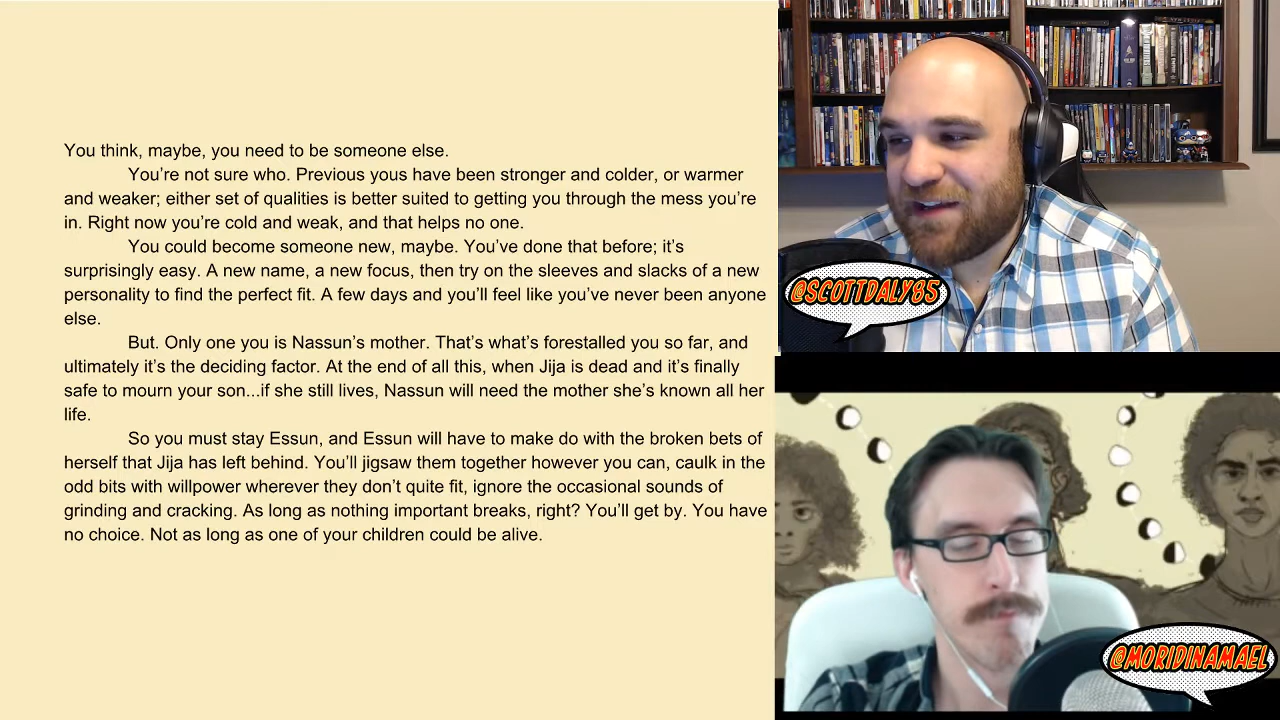 You think, maybe, you need to be someone else.
You're not sure who. Previous yous have been stronger and colder, or warmer
and weaker; either set of qualities is better suited to getting you through the mess you're
in. Right now you're cold and weak, and that helps no one.
You could become someone new, maybe. You've done that before; it's
surprisingly easy. A new name, a new focus, then try on the sleeves and slacks of a new
personality to find the perfect fit. A few days and you'll feel like you've never been anyone
else.
But. Only one you is Nassun's mother. That's what's forestalled you so far, and
ultimately it's the deciding factor. At the end of all this, when Jija is dead and it's finally
safe to mourn your son...if she still lives, Nassun will need the mother she's known all her
life.
So you must stay Essun, and Essun will have to make do with the broken bets of
herself that Jija has left behind. You'll jigsaw them together however you can, caulk in the
odd bits with willpower wherever they don't quite fit, ignore the occasional sounds of
grinding and cracking. As long as nothing important breaks, right? You'll get by. You have
no choice. Not as long as one of your children could be alive.
@SCOTTDALY85
@MORIDINAMAEL